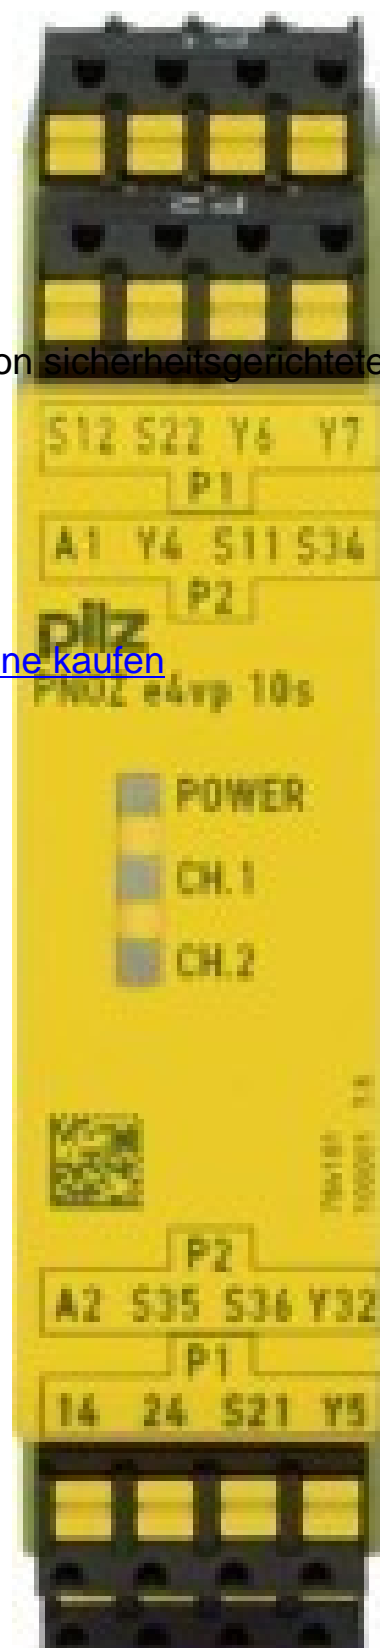 on sicherheitsgerichtete
S12 S22 Y6 Y7
P1
A1 Y4 S11 S34
P2
pilz
ne kaufen
PNOZ e4vp 10s
POWER
CH.1
CH.2
P2
A2 S35 S36 Y32
P1
14 24 S21 Y5